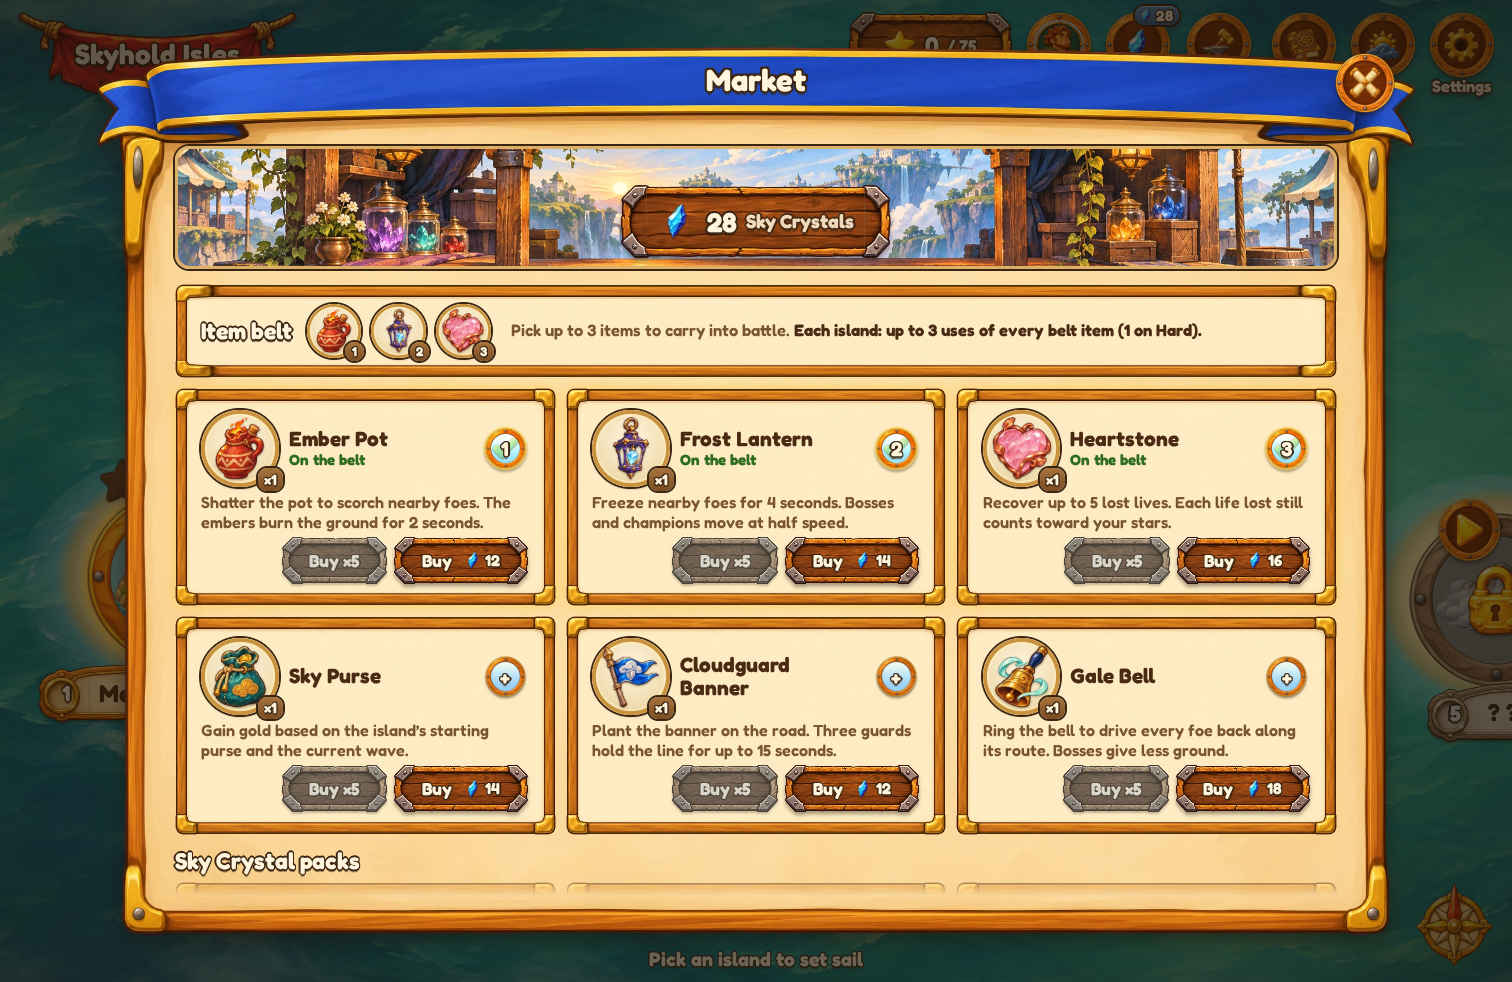 Skyhold Isles
0 / 75
28
Settings
Market
28 Sky Crystals
Item belt
1
2
3
Pick up to 3 items to carry into battle. Each island: up to 3 uses of every belt item (1 on Hard).
Ember Pot
On the belt
1
x1
Shatter the pot to scorch nearby foes. The
embers burn the ground for 2 seconds.
Buy x5
Buy 12
Frost Lantern
On the belt
2
x1
Freeze nearby foes for 4 seconds. Bosses
and champions move at half speed.
Buy x5
Buy 14
Heartstone
On the belt
3
x1
Recover up to 5 lost lives. Each life lost still
counts toward your stars.
Buy x5
Buy 16
Sky Purse
+
x1
Gain gold based on the island's starting
purse and the current wave.
Buy x5
Buy 14
Cloudguard
Banner
+
x1
Plant the banner on the road. Three guards
hold the line for up to 15 seconds.
Buy x5
Buy 12
Gale Bell
+
x1
Ring the bell to drive every foe back along
its route. Bosses give less ground.
Buy x5
Buy 18
1
5 ? ?
Sky Crystal packs
Pick an island to set sail